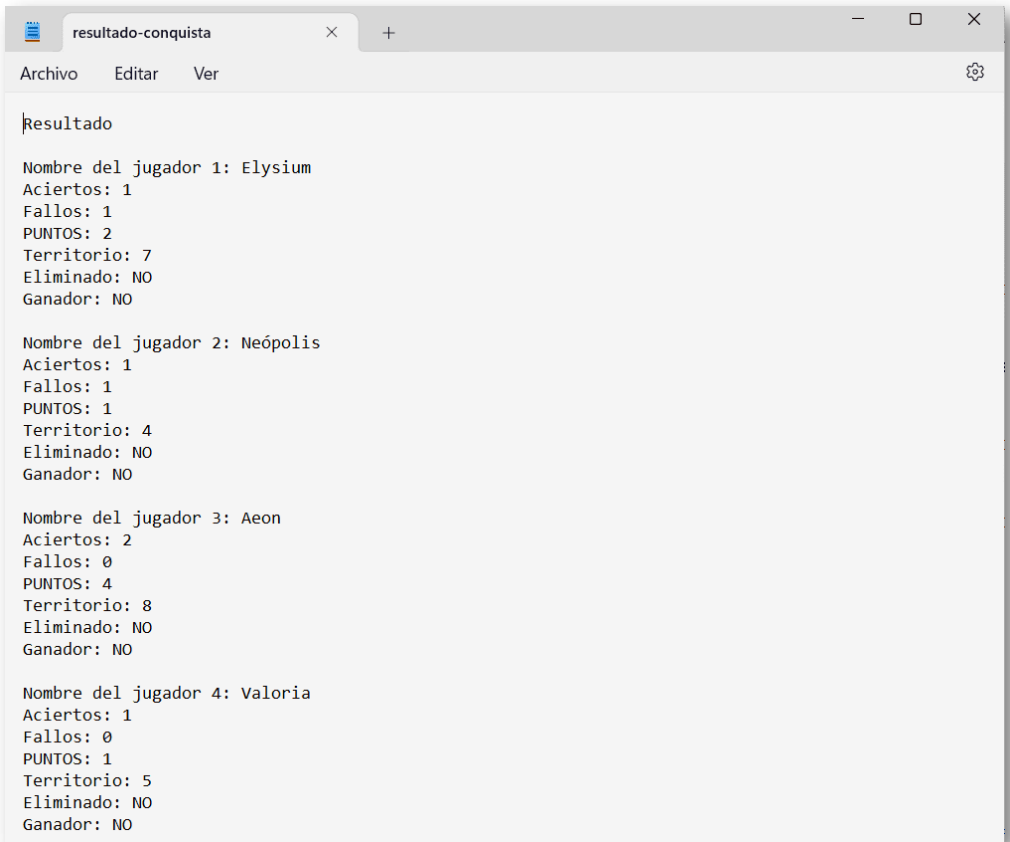 resultado-conquista
Archivo Editar Ver
Resultado
Nombre del jugador 1: Elysium
Aciertos: 1
Fallos: 1
PUNTOS: 2
Territorio: 7
Eliminado: NO
Ganador: NO
Nombre del jugador 2: Neópolis
Aciertos: 1
Fallos: 1
PUNTOS: 1
Territorio: 4
Eliminado: NO
Ganador: NO
Nombre del jugador 3: Aeon
Aciertos: 2
Fallos: 0
PUNTOS: 4
Territorio: 8
Eliminado: NO
Ganador: NO
Nombre del jugador 4: Valoria
Aciertos: 1
Fallos: 0
PUNTOS: 1
Territorio: 5
Eliminado: NO
Ganador: NO